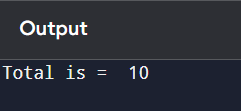 Output
Total is =  10